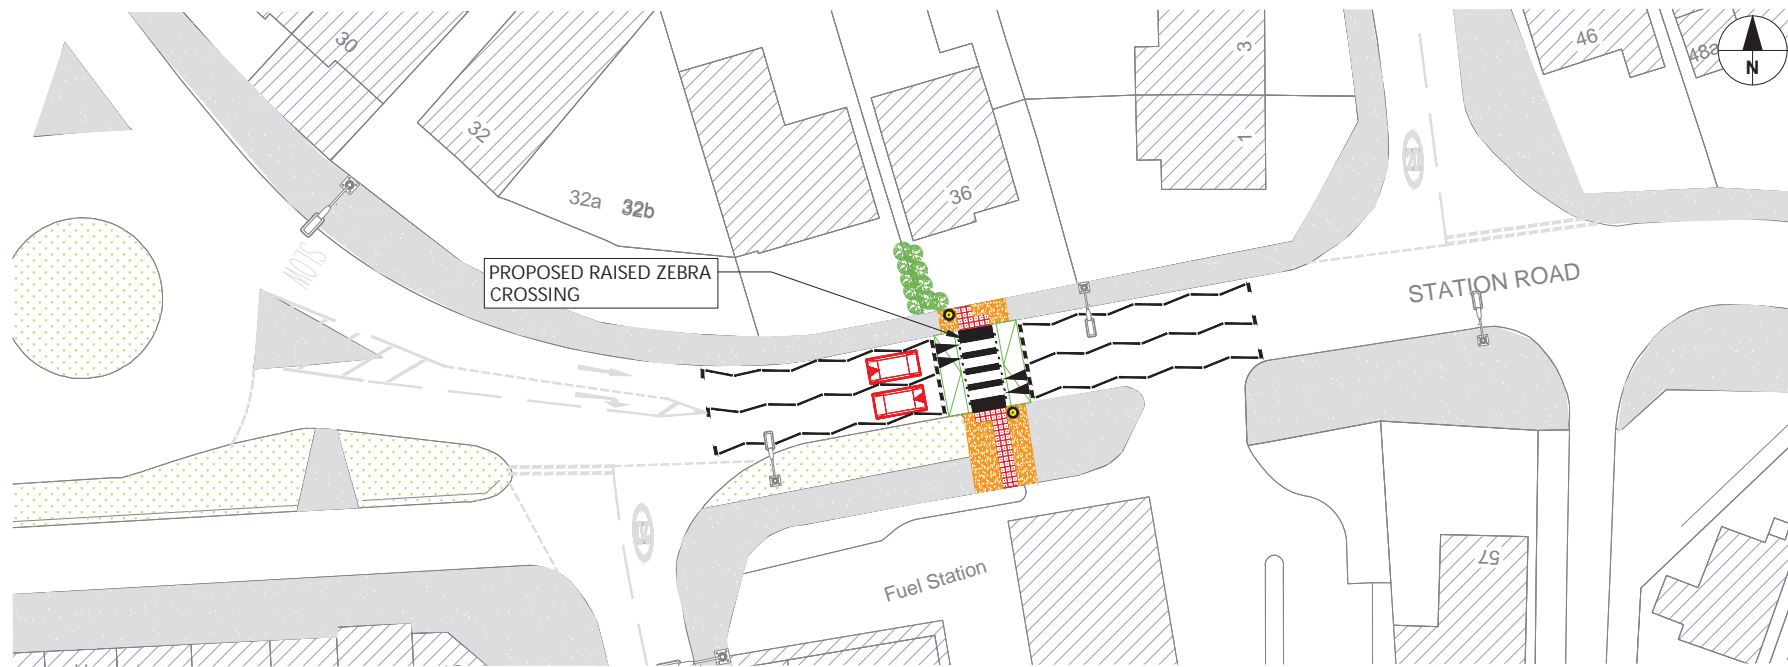 30
3
46
48a
N
32
1
32a
32b
36
SLOW
PROPOSED RAISED ZEBRA
CROSSING
STATION ROAD
57
Fuel Station